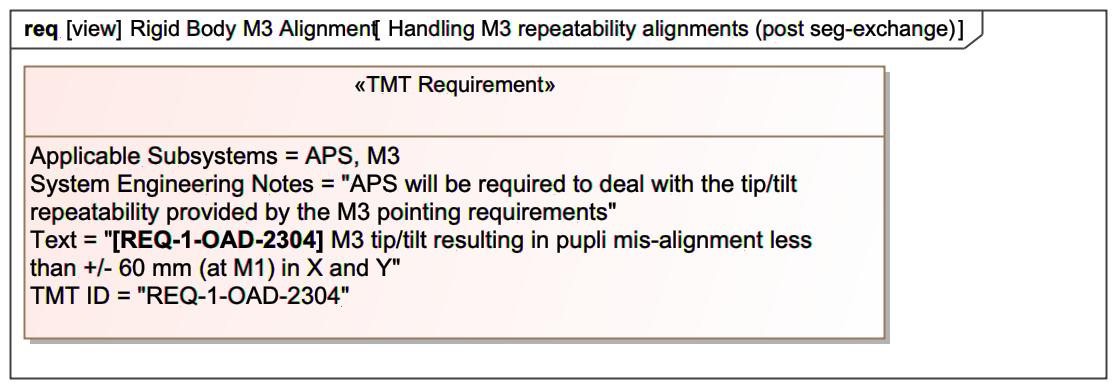 req [view] Rigid Body M3 Alignment[ Handling M3 repeatability alignments (post seg-exchange)]
«TMT Requirement»
Applicable Subsystems = APS, M3
System Engineering Notes = "APS will be required to deal with the tip/tilt
repeatability provided by the M3 pointing requirements"
Text = "[REQ-1-OAD-2304] M3 tip/tilt resulting in pupli mis-alignment less
than +/- 60 mm (at M1) in X and Y"
TMT ID = "REQ-1-OAD-2304"